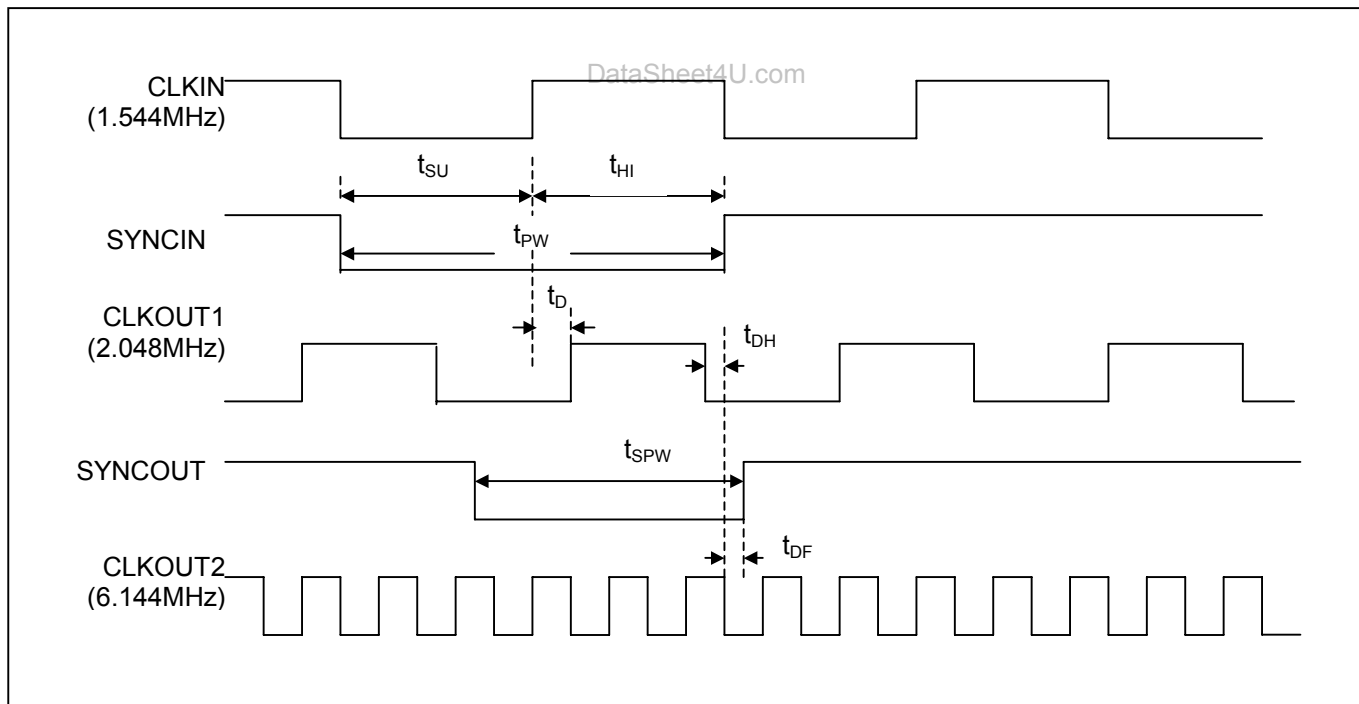 DataSheet4U.com
CLKIN
(1.544MHz)
tSU
tHI
SYNCIN
tPW
tD
CLKOUT1
(2.048MHz)
tDH
SYNCOUT
tSPW
tDF
CLKOUT2
(6.144MHz)